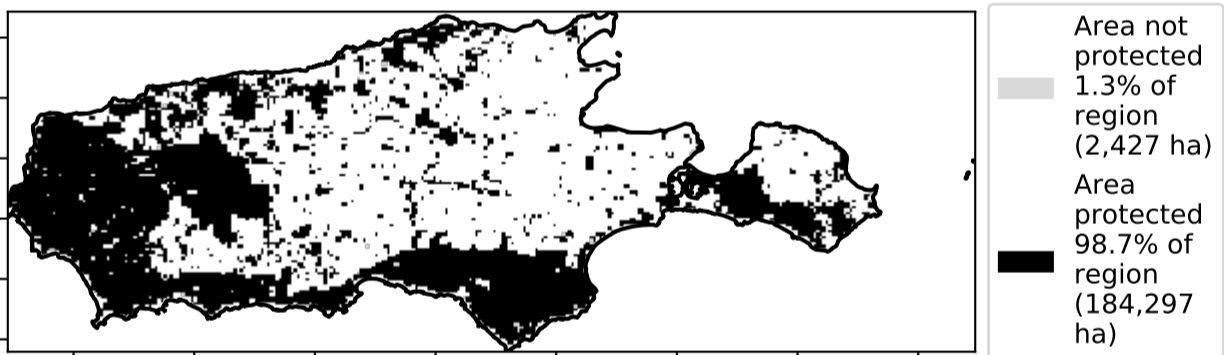 Area not
protected
1.3% of
region
(2,427 ha)
Area
protected
98.7% of
region
(184,297
ha)